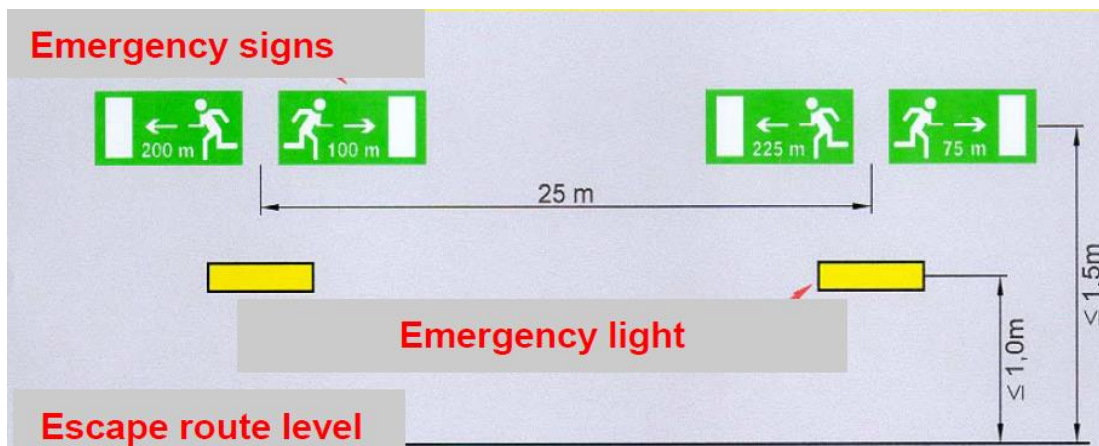 Emergency signs
200 m
100 m
225 m
75 m
25 m
≤ 1,5m
Emergency light
≤ 1,0m
Escape route level